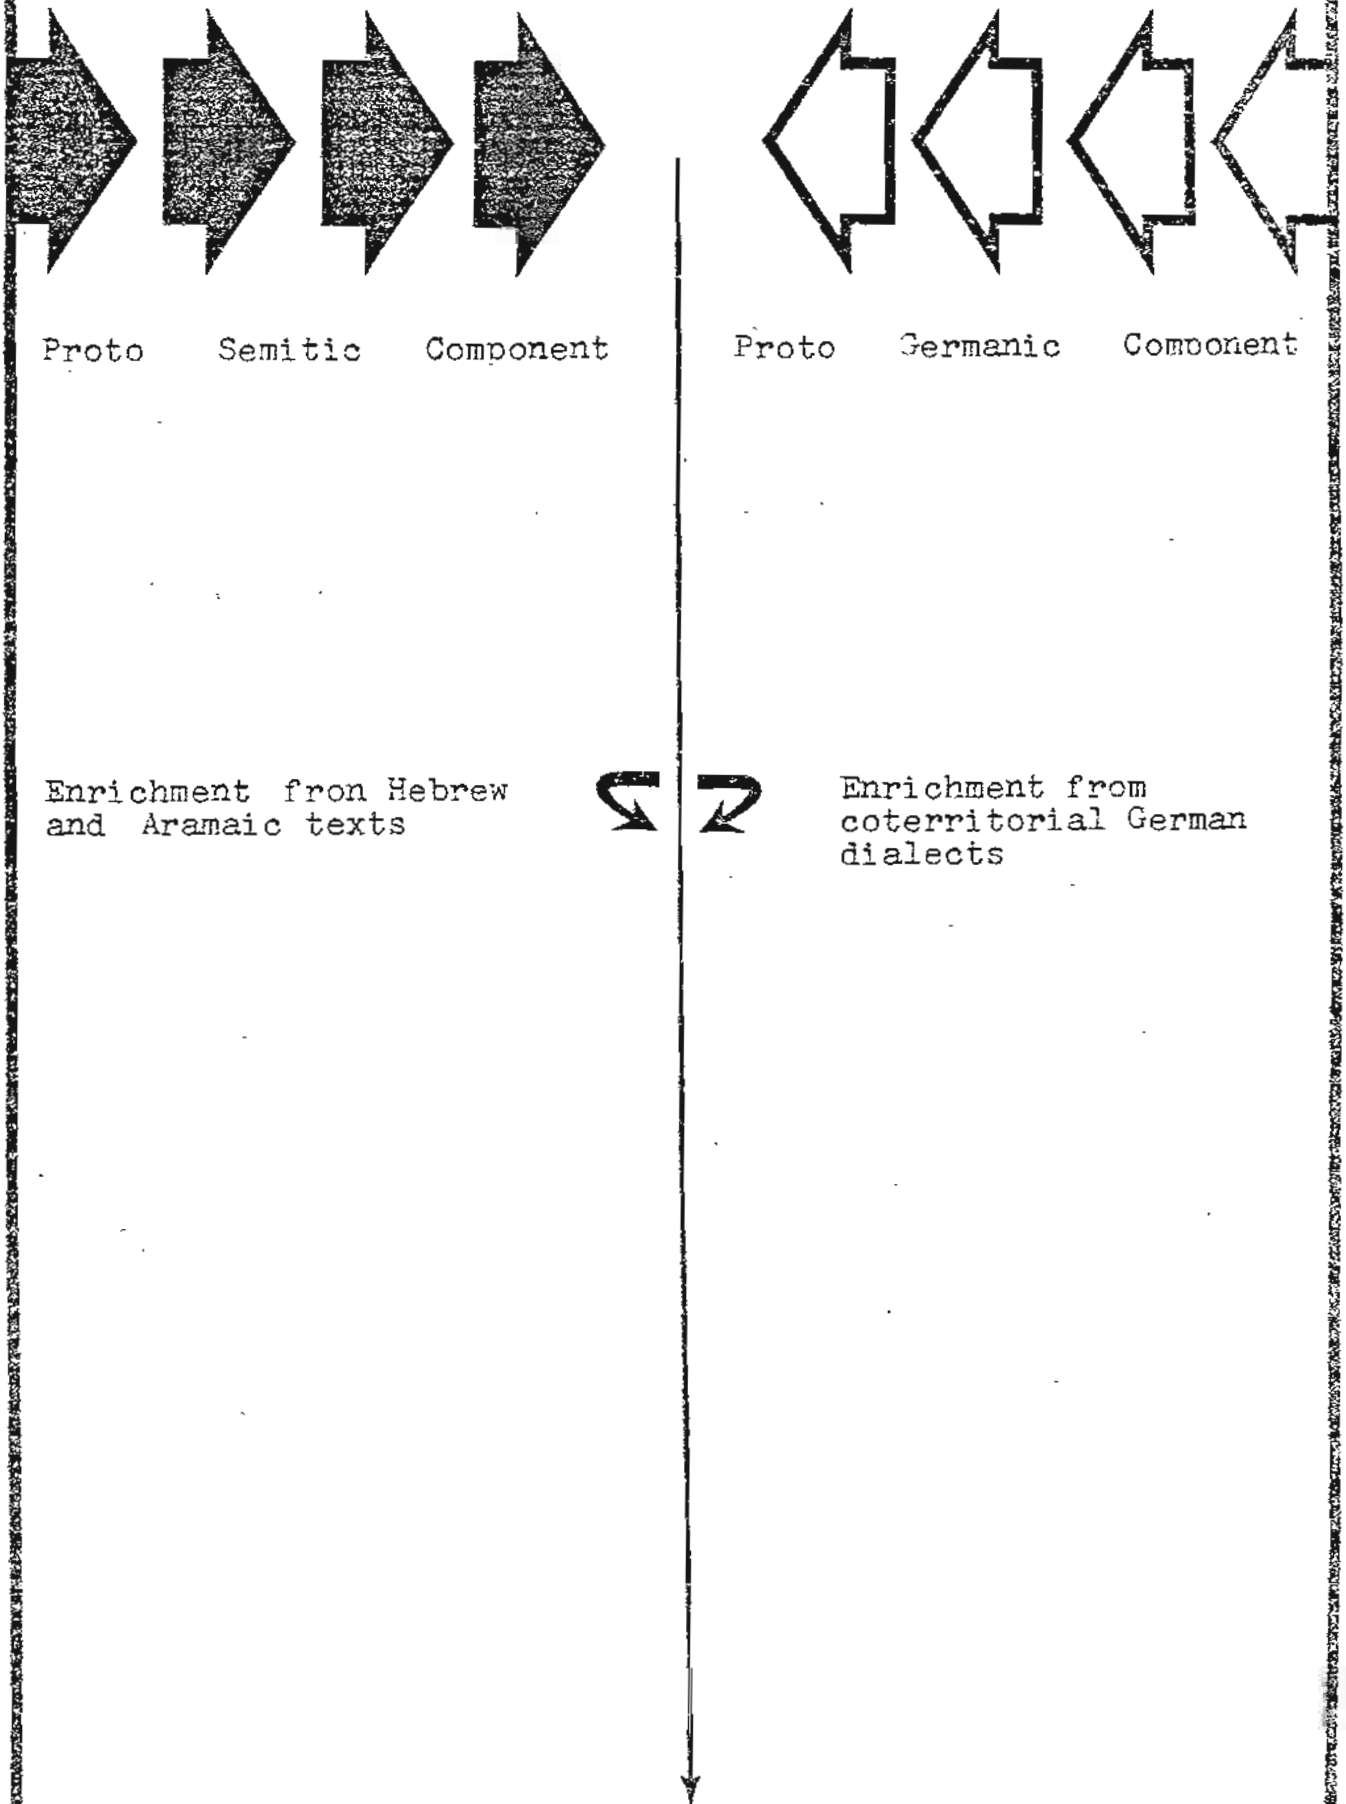 Proto Semitic Component
Proto Germanic Component
Enrichment fron Hebrew
and Aramaic texts
Enrichment from
coterritorial German
dialects